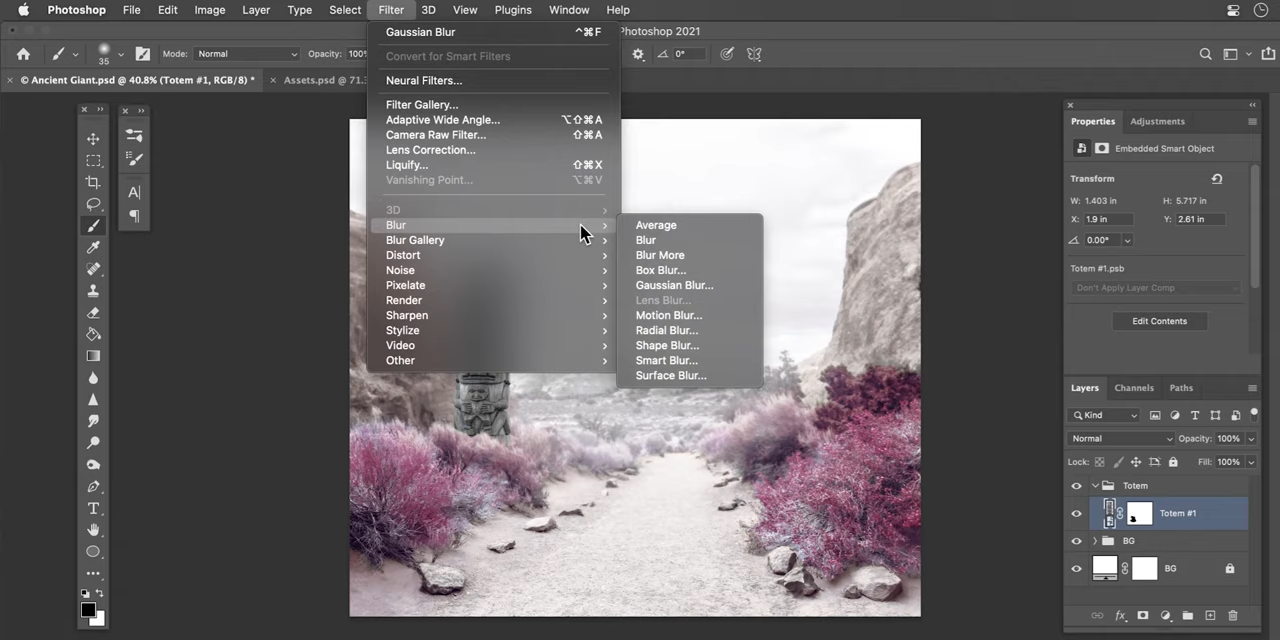 Photoshop File Edit Image Layer Type Select Filter 3D View Plugins Window Help
Photoshop 2021
35 Mode: Normal Opacity: 100% 0°
© Ancient Giant.psd @ 40.8% (Totem #1, RGB/8) * Assets.psd @ 71.3
Gaussian Blur ^⌘F
Convert for Smart Filters
Neural Filters...
Filter Gallery...
Adaptive Wide Angle... ⌥⇧⌘A
Camera Raw Filter... ⇧⌘A
Lens Correction...
Liquify... ⇧⌘X
Vanishing Point... ⌥⌘V
3D
Blur
Blur Gallery
Distort
Noise
Pixelate
Render
Sharpen
Stylize
Video
Other
Average
Blur
Blur More
Box Blur...
Gaussian Blur...
Lens Blur...
Motion Blur...
Radial Blur...
Shape Blur...
Smart Blur...
Surface Blur...
Properties Adjustments
Embedded Smart Object
Transform
W: 1.403 in H: 5.717 in
X: 1.9 in Y: 2.61 in
0.00°
Totem #1.psb
Don't Apply Layer Comp
Edit Contents
Layers Channels Paths
Kind
Normal Opacity: 100%
Lock: Fill: 100%
Totem
Totem #1
BG
BG